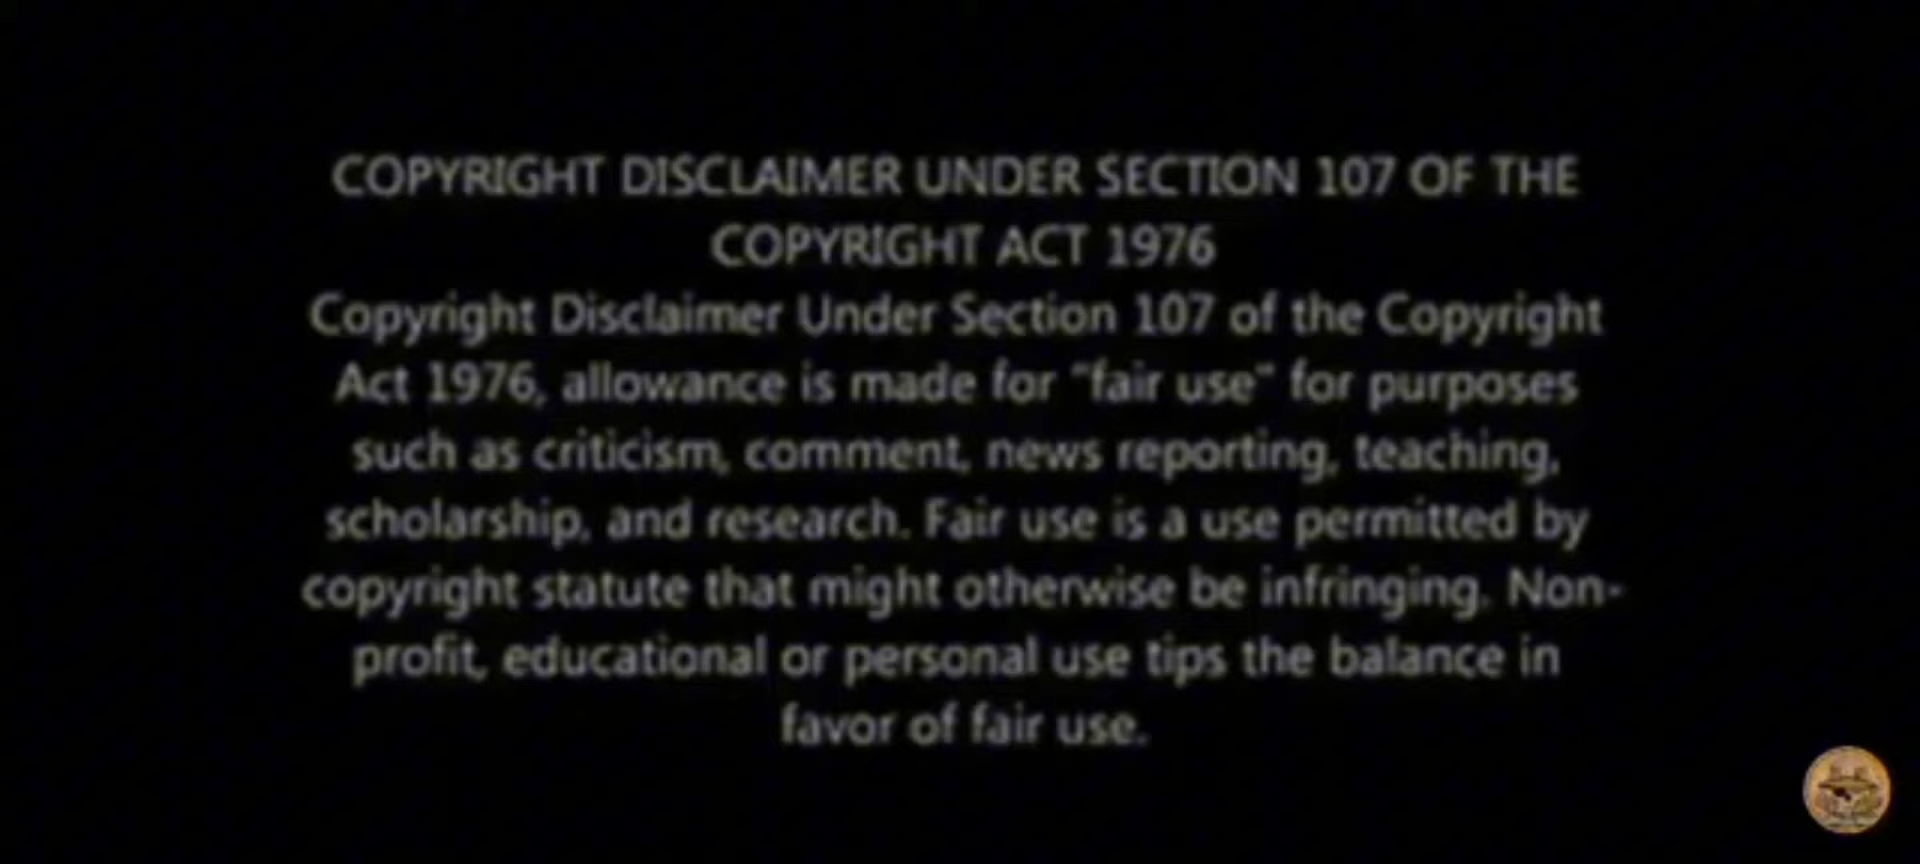 COPYRIGHT DISCLAIMER UNDER SECTION 107 OF THE
COPYRIGHT ACT 1976
Copyright Disclaimer Under Section 107 of the Copyright
Act 1976, allowance is made for "fair use" for purposes
such as criticism, comment, news reporting, teaching,
scholarship, and research. Fair use is a use permitted by
copyright statute that might otherwise be infringing. Non-
profit, educational or personal use tips the balance in
favor of fair use.